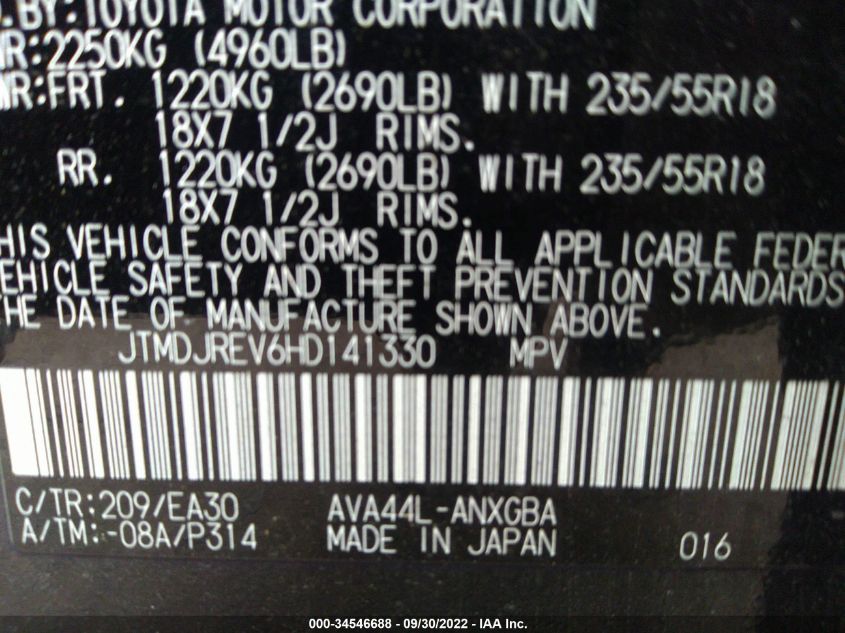 .BY:TOYOTA MOTOR CORPORATION
WR:2250KG (4960LB)
WR:FRT. 1220KG (2690LB) WITH 235/55R18
18X7 1/2J RIMS.
RR. 1220KG (2690LB) WITH 235/55R18
18X7 1/2J RIMS.
HIS VEHICLE CONFORMS TO ALL APPLICABLE FEDER
EHICLE SAFETY AND THEFT PREVENTION STANDARDS
HE DATE OF MANUFACTURE SHOWN ABOVE.
JTMDJREV6HD141330 MPV
C/TR:209/EA30 AVA44L-ANXGBA
A/TM:-08A/P314 MADE IN JAPAN 016
000-34546688 - 09/30/2022 - IAA Inc.